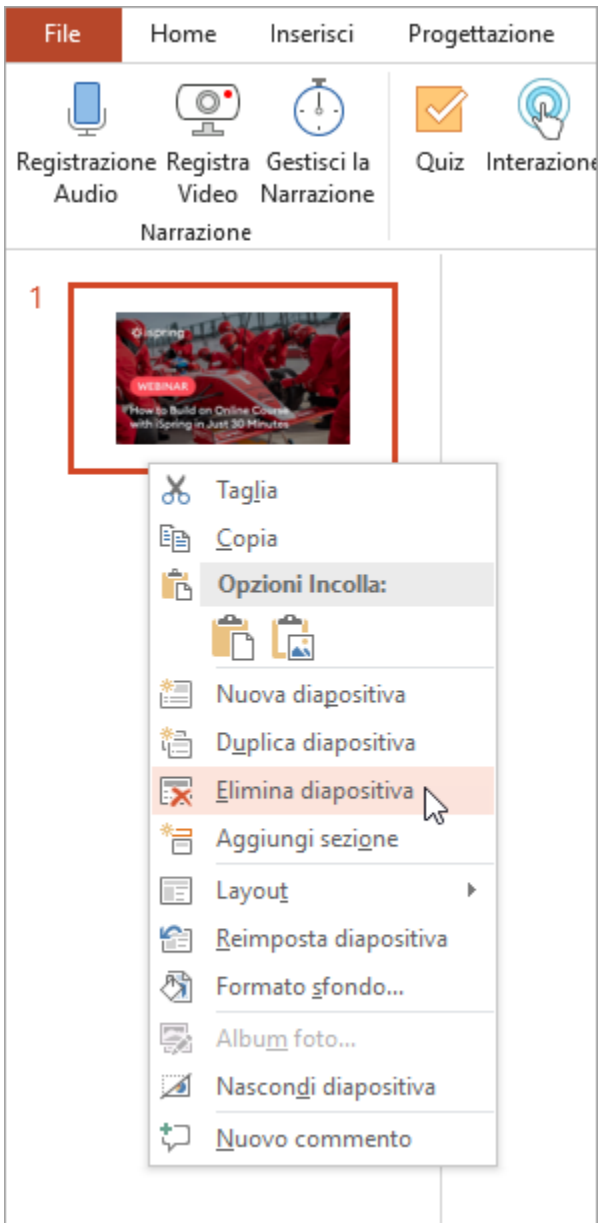 File Home Inserisci Progettazione
Registrazione Registra Gestisci la Quiz Interazione
Audio Video Narrazione
Narrazione
1
ispring
WEBINAR
How to Build an Online Course
with iSpring in Just 30 Minutes
Taglia
Copia
Opzioni Incolla:
Nuova diapositiva
Duplica diapositiva
Elimina diapositiva
Aggiungi sezione
Layout
Reimposta diapositiva
Formato sfondo...
Album foto...
Nascondi diapositiva
Nuovo commento